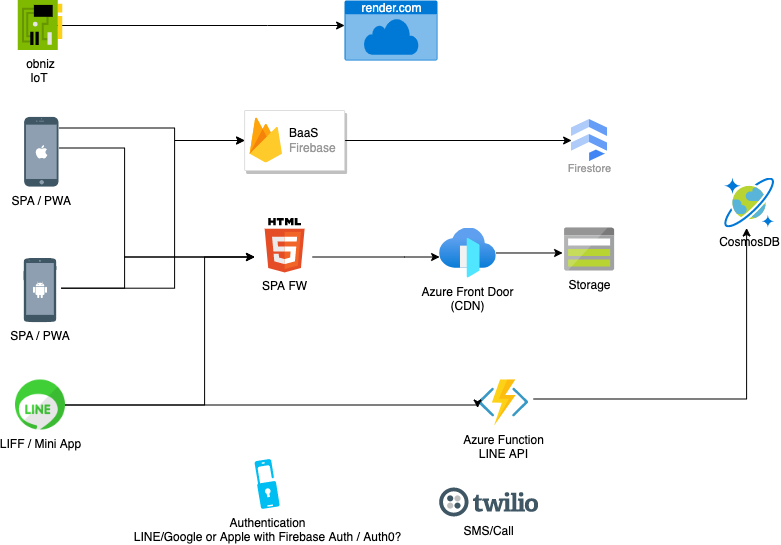 render.com
obniz
IoT
BaaS
Firebase
SPA / PWA
Firestore
HTML
5
SPA FW
CosmosDB
Azure Front Door
(CDN)
Storage
SPA / PWA
LINE
LIFF / Mini App
Azure Function
LINE API
twilio
SMS/Call
Authentication
LINE/Google or Apple with Firebase Auth / Auth0?